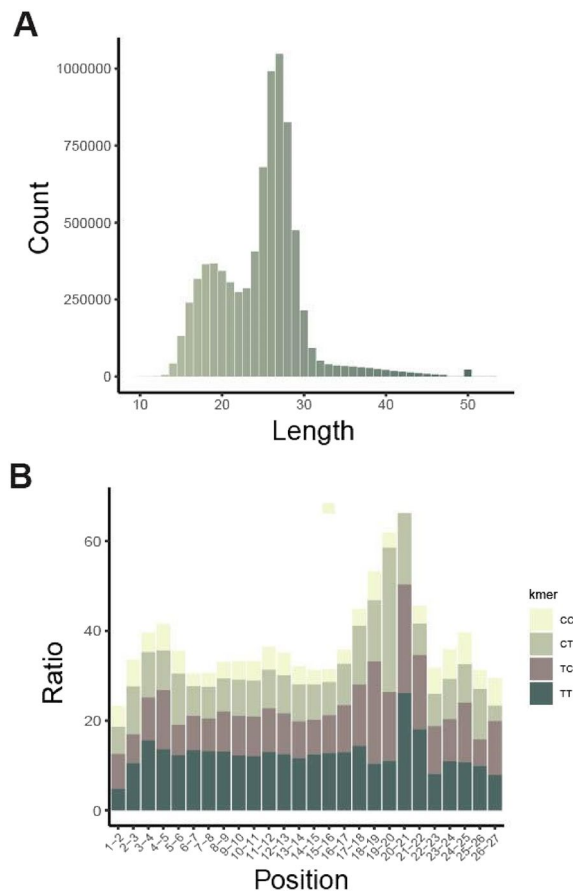 A
1000000
750000
500000
250000
0
Count
10 20 30 40 50
Length
B
60
40
20
0
Ratio
kmer
CC
CT
TC
TT
1−2 2−3 3−4 4−5 5−6 6−7 7−8 8−9 9−10 10−11 11−12 12−13 13−14 14−15 15−16 16−17 17−18 18−19 19−20 20−21 21−22 22−23 23−24 24−25 25−26 26−27
Position